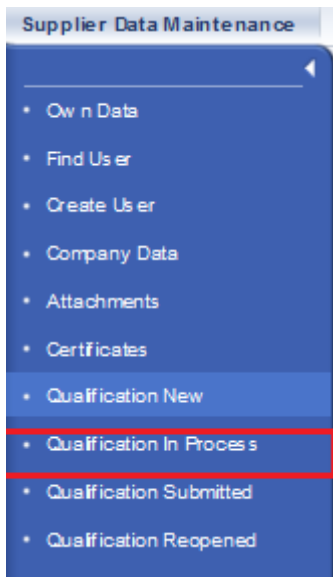 Supplier Data Maintenance
Own Data
Find User
Create User
Company Data
Attachments
Certificates
Qualification New
Qualification In Process
Qualification Submitted
Qualification Reopened